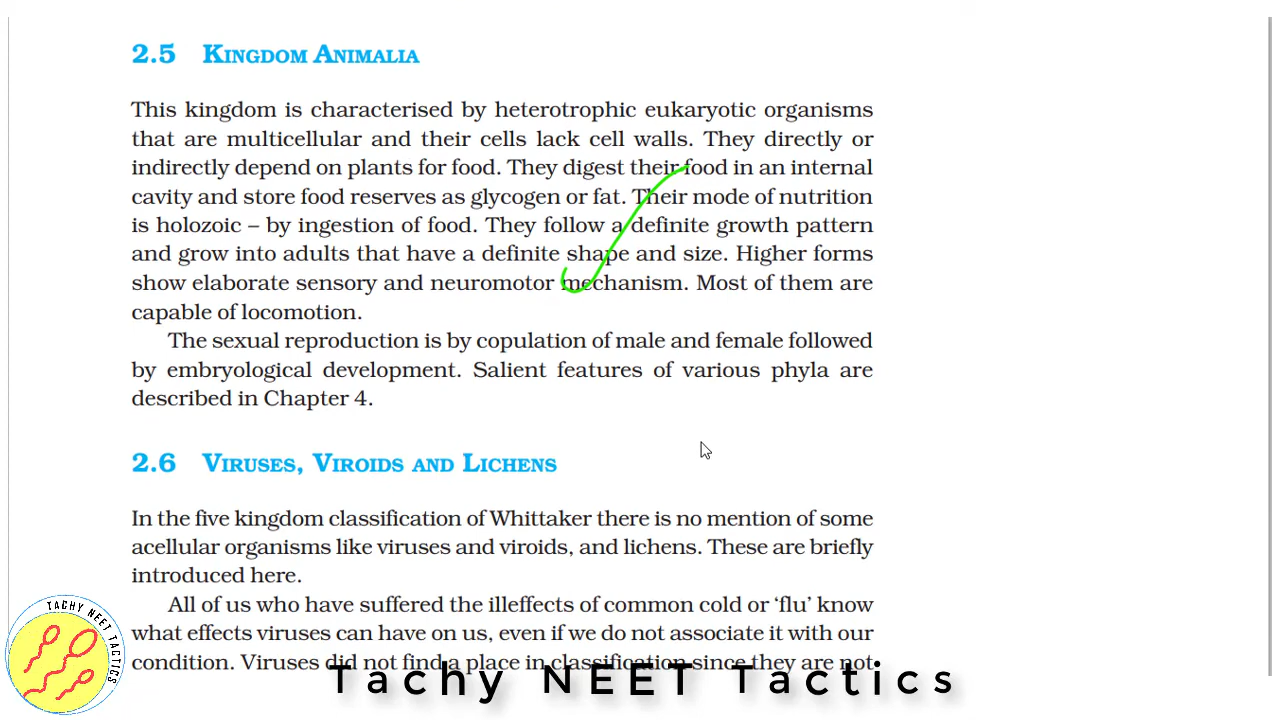 2.5 KINGDOM ANIMALIA
This kingdom is characterised by heterotrophic eukaryotic organisms
that are multicellular and their cells lack cell walls. They directly or
indirectly depend on plants for food. They digest their food in an internal
cavity and store food reserves as glycogen or fat. Their mode of nutrition
is holozoic – by ingestion of food. They follow a definite growth pattern
and grow into adults that have a definite shape and size. Higher forms
show elaborate sensory and neuromotor mechanism. Most of them are
capable of locomotion.
The sexual reproduction is by copulation of male and female followed
by embryological development. Salient features of various phyla are
described in Chapter 4.
2.6 VIRUSES, VIROIDS AND LICHENS
In the five kingdom classification of Whittaker there is no mention of some
acellular organisms like viruses and viroids, and lichens. These are briefly
introduced here.
All of us who have suffered the illeffects of common cold or ‘flu’ know
what effects viruses can have on us, even if we do not associate it with our
condition. Viruses did not find a place in classification since they are not
TACHY NEET TACTICS
Tachy NEET Tactics